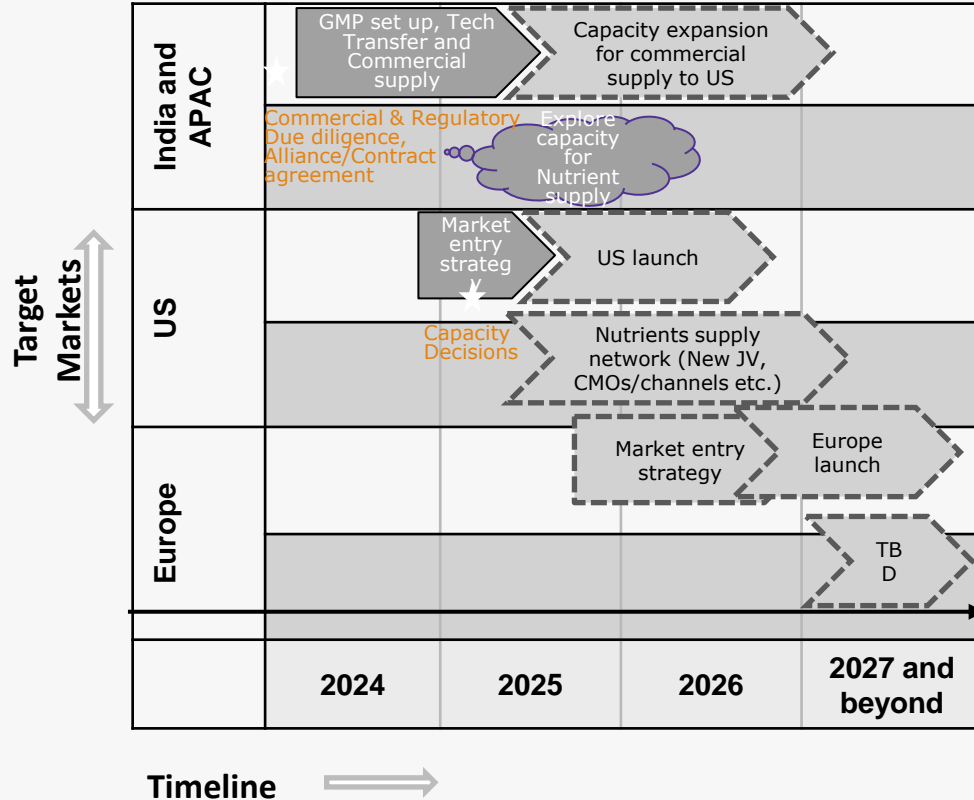 Target
Markets
India and
APAC
GMP set up, Tech
Transfer and
Commercial
supply
Capacity expansion
for commercial
supply to US
Commercial & Regulatory
Due diligence,
Alliance/Contract
agreement
Explore
capacity
for
Nutrient
supply
US
Market
entry
strateg
y
US launch
Capacity
Decisions
Nutrients supply
network (New JV,
CMOs/channels etc.)
Europe
Market entry
strategy
Europe
launch
TB
D
2024
2025
2026
2027 and
beyond
Timeline